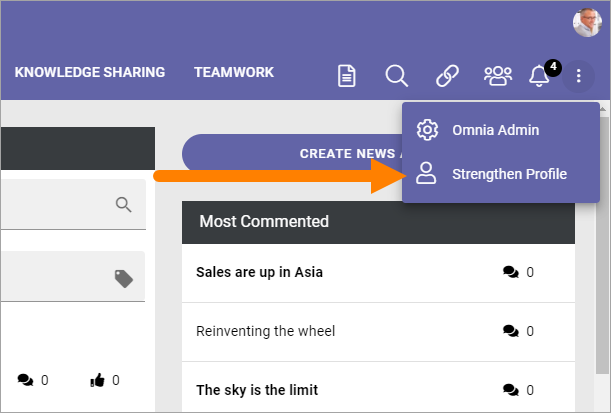 KNOWLEDGE SHARING TEAMWORK
4
Omnia Admin
Strengthen Profile
CREATE NEWS
Most Commented
Sales are up in Asia 0
Reinventing the wheel 0
The sky is the limit 0
0 0